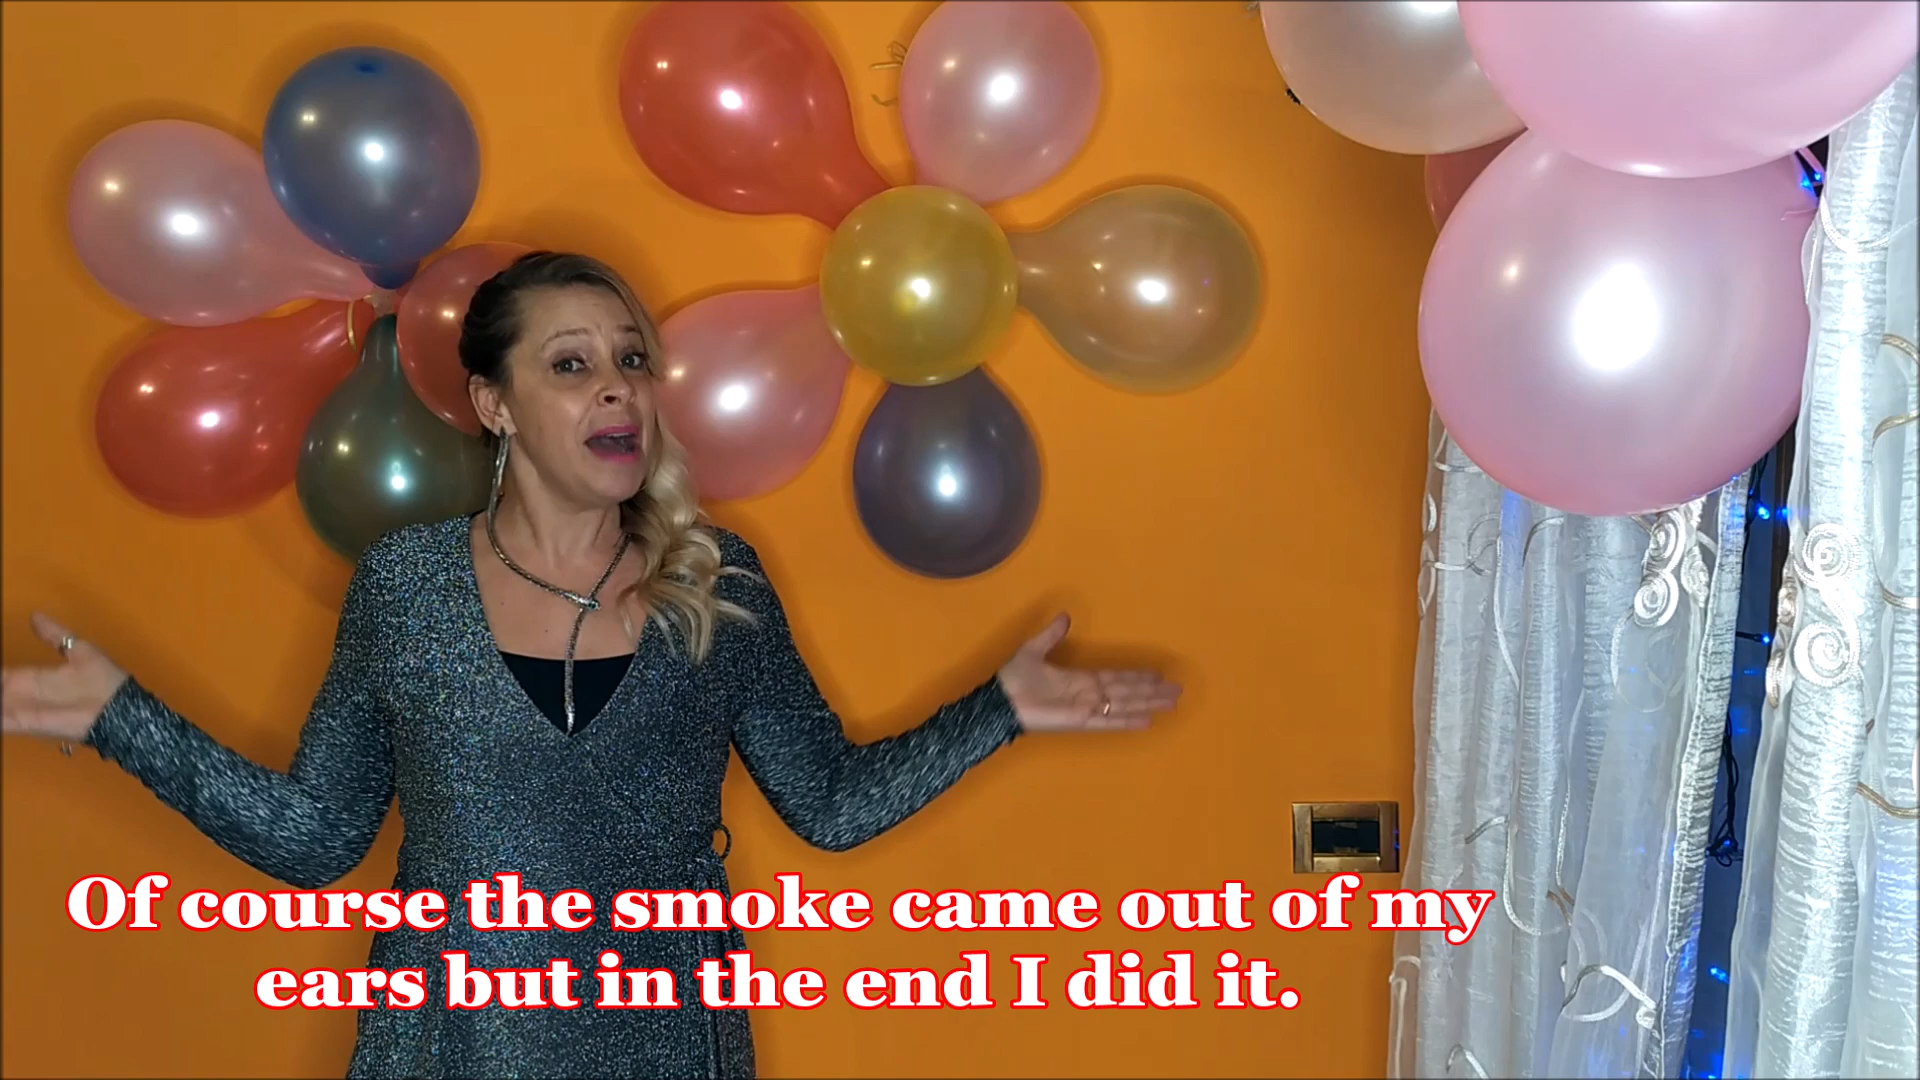 Of course the smoke came out of my
ears but in the end I did it.